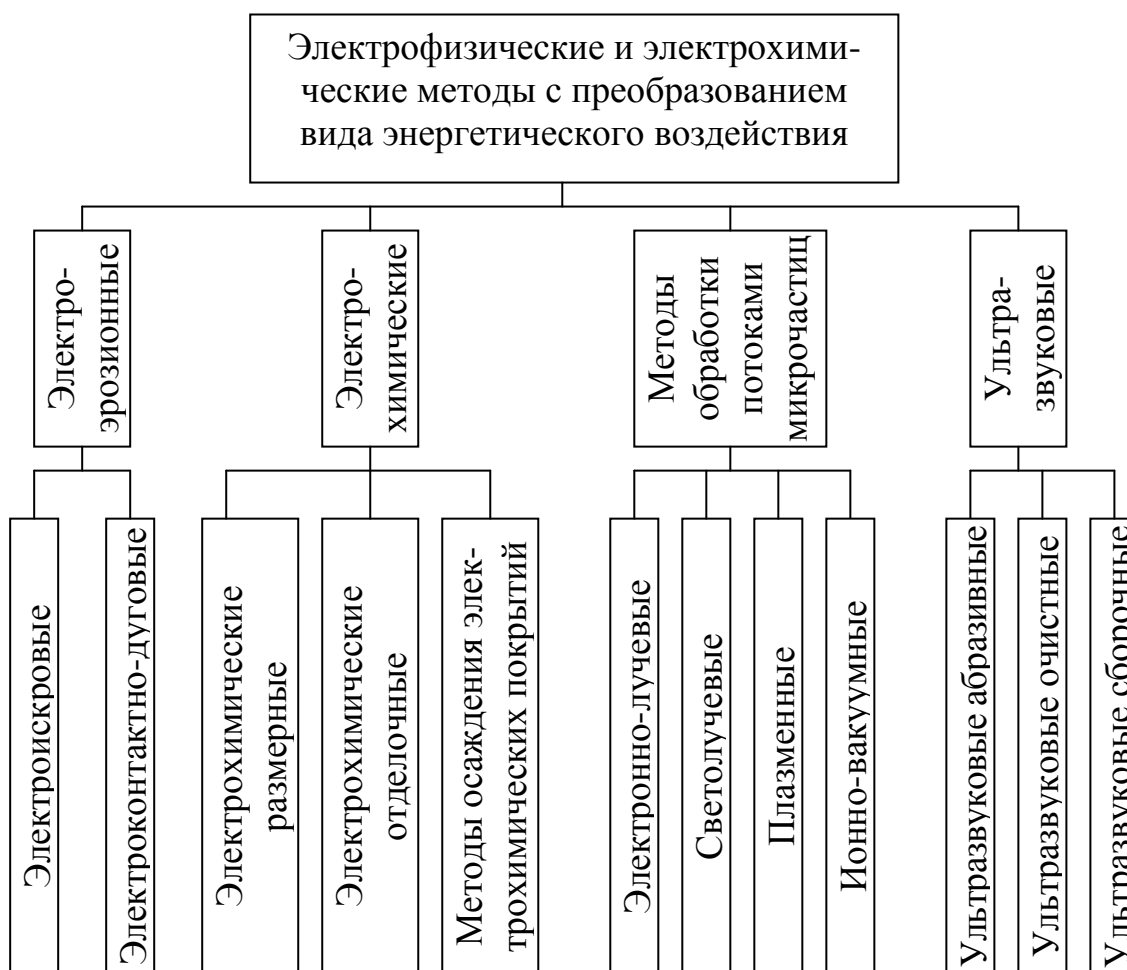 Электрофизические и электрохими-
ческие методы с преобразованием
вида энергетического воздействия
Электро-
эрозионные
Электро-
химические
Методы
обработки
потоками
микрочастиц
Ультра-
звуковые
Электроискровые
Электроконтактно-дуговые
Электрохимические
размерные
Электрохимические
отделочные
Методы осаждения элек-
трохимических покрытий
Электронно-лучевые
Светолучевые
Плазменные
Ионно-вакуумные
Ультразвуковые абразивные
Ультразвуковые очистные
Ультразвуковые сборочные